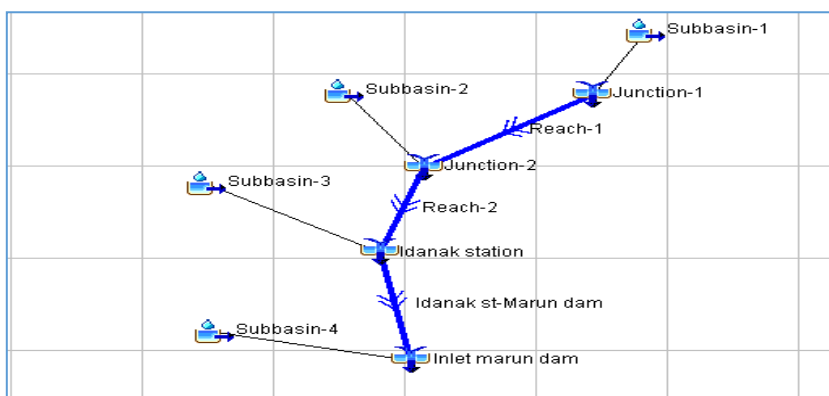 Subbasin-1
Subbasin-2
Junction-1
Reach-1
Junction-2
Subbasin-3
Reach-2
Idanak station
Idanak st-Marun dam
Subbasin-4
Inlet marun dam